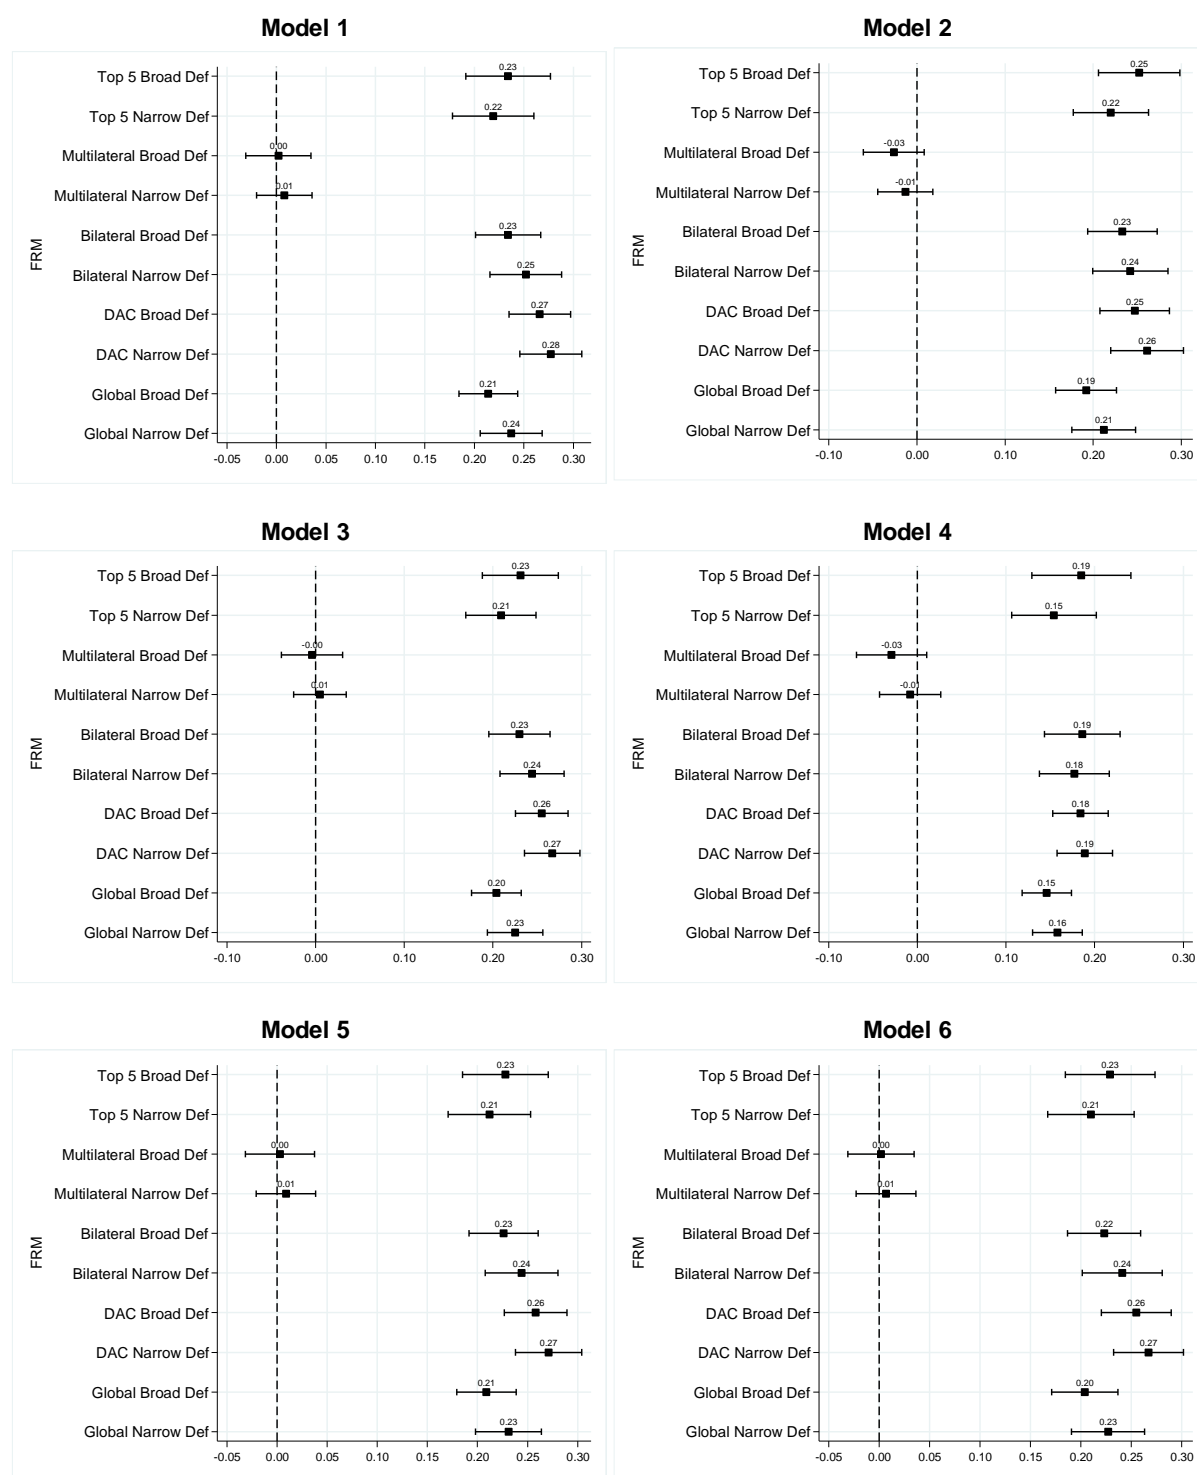 Model 1
Top 5 Broad Def
0.23
Top 5 Narrow Def
0.22
Multilateral Broad Def
0.00
Multilateral Narrow Def
0.01
Bilateral Broad Def
0.23
FRM
Bilateral Narrow Def
0.25
DAC Broad Def
0.27
DAC Narrow Def
0.28
Global Broad Def
0.21
Global Narrow Def
0.24
-0.05 0.00 0.05 0.10 0.15 0.20 0.25 0.30
Model 2
Top 5 Broad Def
0.25
Top 5 Narrow Def
0.22
Multilateral Broad Def
-0.03
Multilateral Narrow Def
-0.01
Bilateral Broad Def
0.23
FRM
Bilateral Narrow Def
0.24
DAC Broad Def
0.25
DAC Narrow Def
0.26
Global Broad Def
0.19
Global Narrow Def
0.21
-0.10 0.00 0.10 0.20 0.30
Model 3
Top 5 Broad Def
0.23
Top 5 Narrow Def
0.21
Multilateral Broad Def
-0.00
Multilateral Narrow Def
0.01
Bilateral Broad Def
0.23
FRM
Bilateral Narrow Def
0.24
DAC Broad Def
0.26
DAC Narrow Def
0.27
Global Broad Def
0.20
Global Narrow Def
0.23
-0.10 0.00 0.10 0.20 0.30
Model 4
Top 5 Broad Def
0.19
Top 5 Narrow Def
0.15
Multilateral Broad Def
-0.03
Multilateral Narrow Def
-0.01
Bilateral Broad Def
0.19
FRM
Bilateral Narrow Def
0.18
DAC Broad Def
0.18
DAC Narrow Def
0.19
Global Broad Def
0.15
Global Narrow Def
0.16
-0.10 0.00 0.10 0.20 0.30
Model 5
Top 5 Broad Def
0.23
Top 5 Narrow Def
0.21
Multilateral Broad Def
0.00
Multilateral Narrow Def
0.01
Bilateral Broad Def
0.23
FRM
Bilateral Narrow Def
0.24
DAC Broad Def
0.26
DAC Narrow Def
0.27
Global Broad Def
0.21
Global Narrow Def
0.23
-0.05 0.00 0.05 0.10 0.15 0.20 0.25 0.30
Model 6
Top 5 Broad Def
0.23
Top 5 Narrow Def
0.21
Multilateral Broad Def
0.00
Multilateral Narrow Def
0.01
Bilateral Broad Def
0.22
FRM
Bilateral Narrow Def
0.24
DAC Broad Def
0.26
DAC Narrow Def
0.27
Global Broad Def
0.20
Global Narrow Def
0.23
-0.05 0.00 0.05 0.10 0.15 0.20 0.25 0.30